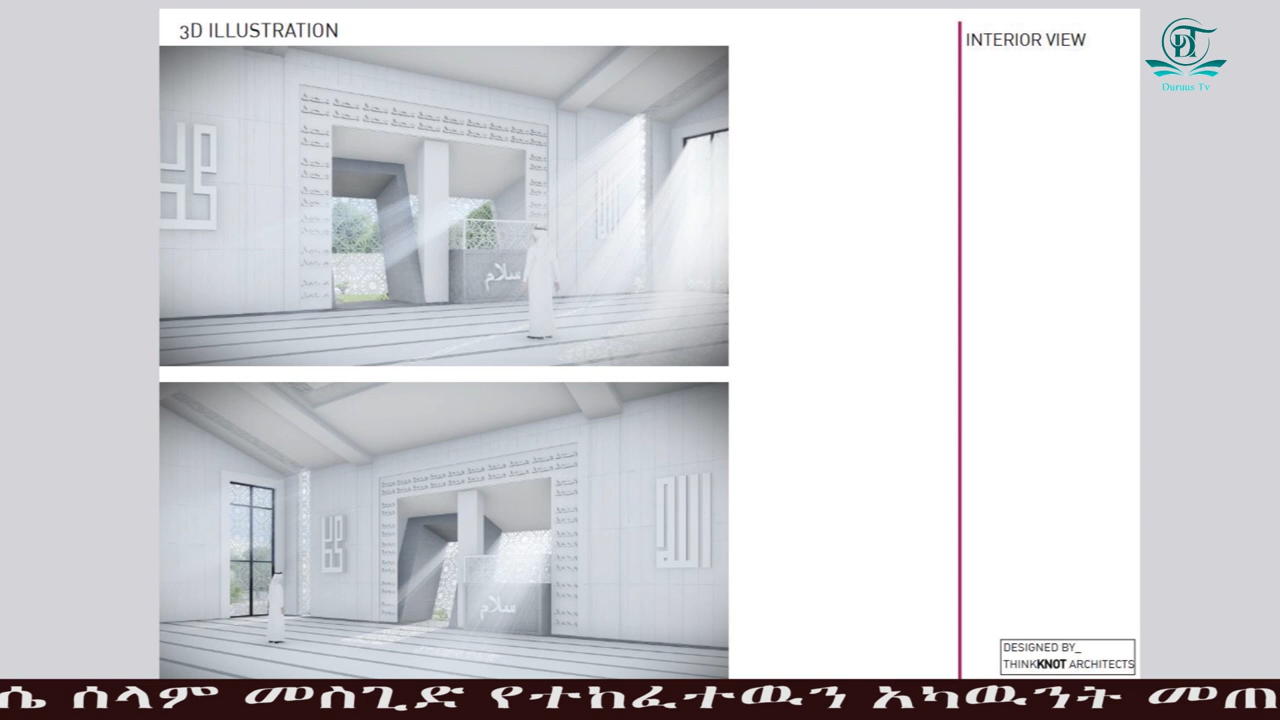 3D ILLUSTRATION
INTERIOR VIEW
Duruus Tv
سلام
سلام
DESIGNED BY_
THINKKNOT ARCHITECTS
ሴ ሰላም መስጊድ የተከፈተዉን አካዉንት መጠ